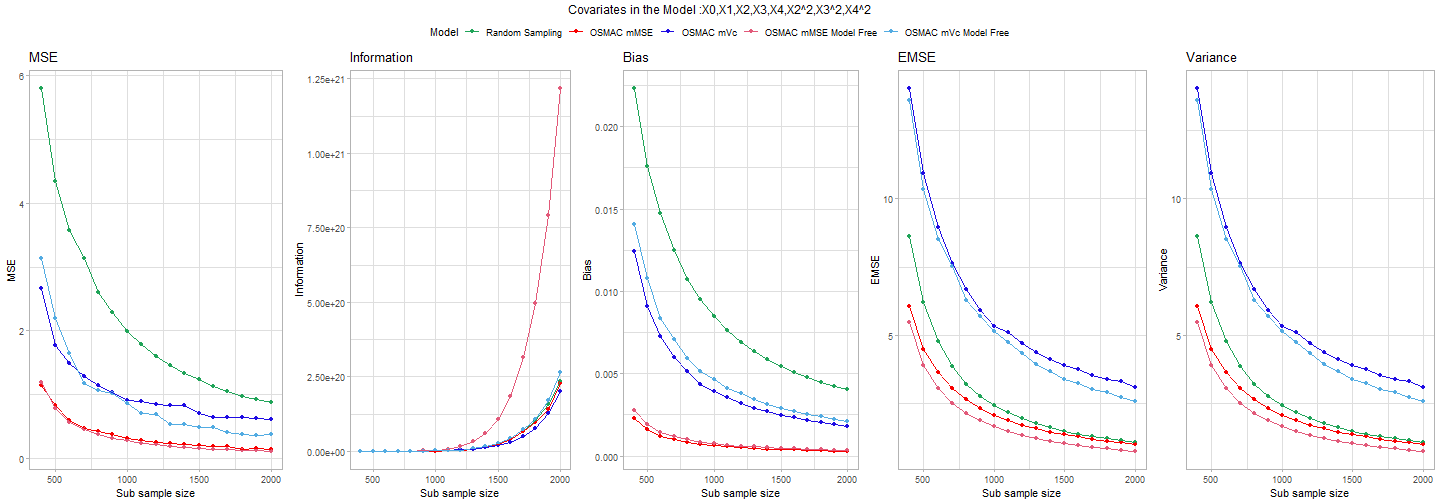 Covariates in the Model :X0,X1,X2,X3,X4,X2^2,X3^2,X4^2
Model Random Sampling OSMAC mMSE OSMAC mVc OSMAC mMSE Model Free OSMAC mVc Model Free
MSE
MSE
6
4
2
0
500 1000 1500 2000
Sub sample size
Information
Information
1.25e+21
1.00e+21
7.50e+20
5.00e+20
2.50e+20
0.00e+00
500 1000 1500 2000
Sub sample size
Bias
Bias
0.020
0.015
0.010
0.005
0.000
500 1000 1500 2000
Sub sample size
EMSE
EMSE
10
5
500 1000 1500 2000
Sub sample size
Variance
Variance
10
5
500 1000 1500 2000
Sub sample size